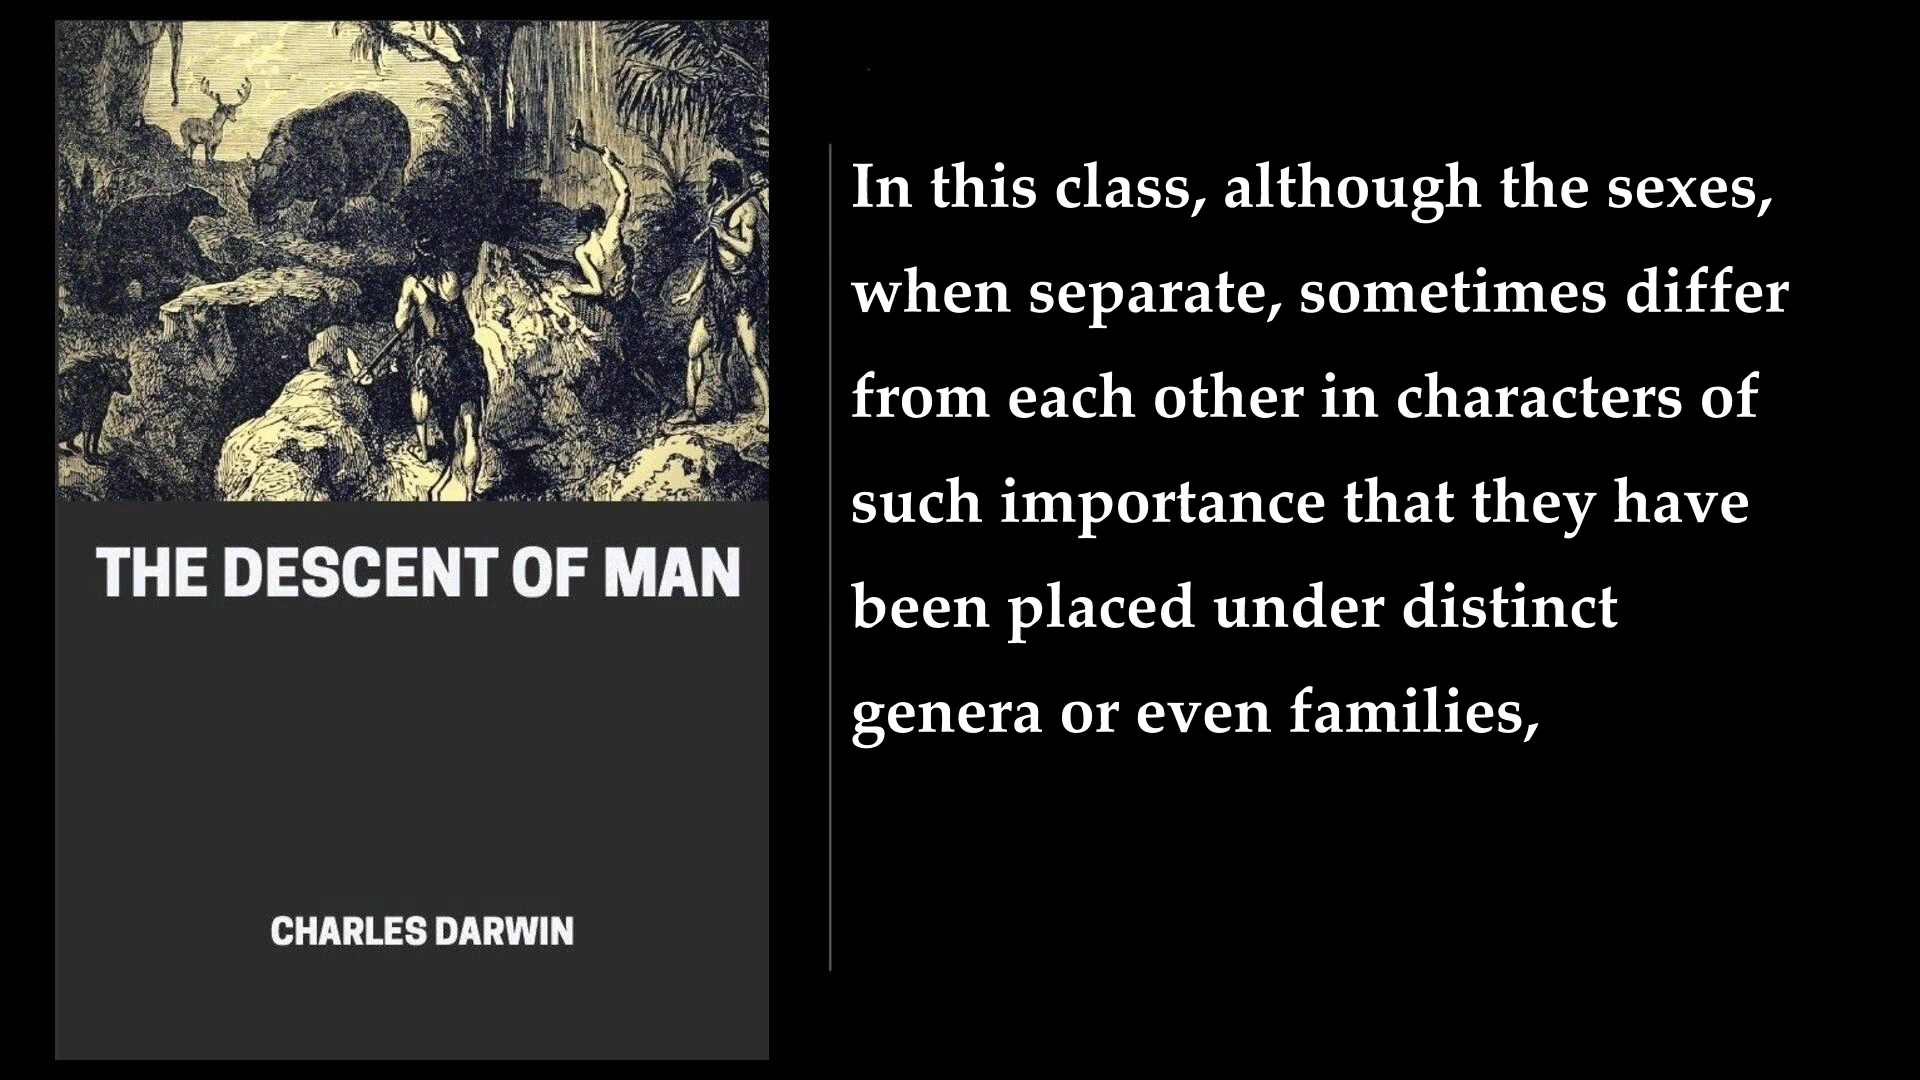 THE DESCENT OF MAN
CHARLES DARWIN
In this class, although the sexes,
when separate, sometimes differ
from each other in characters of
such importance that they have
been placed under distinct
genera or even families,